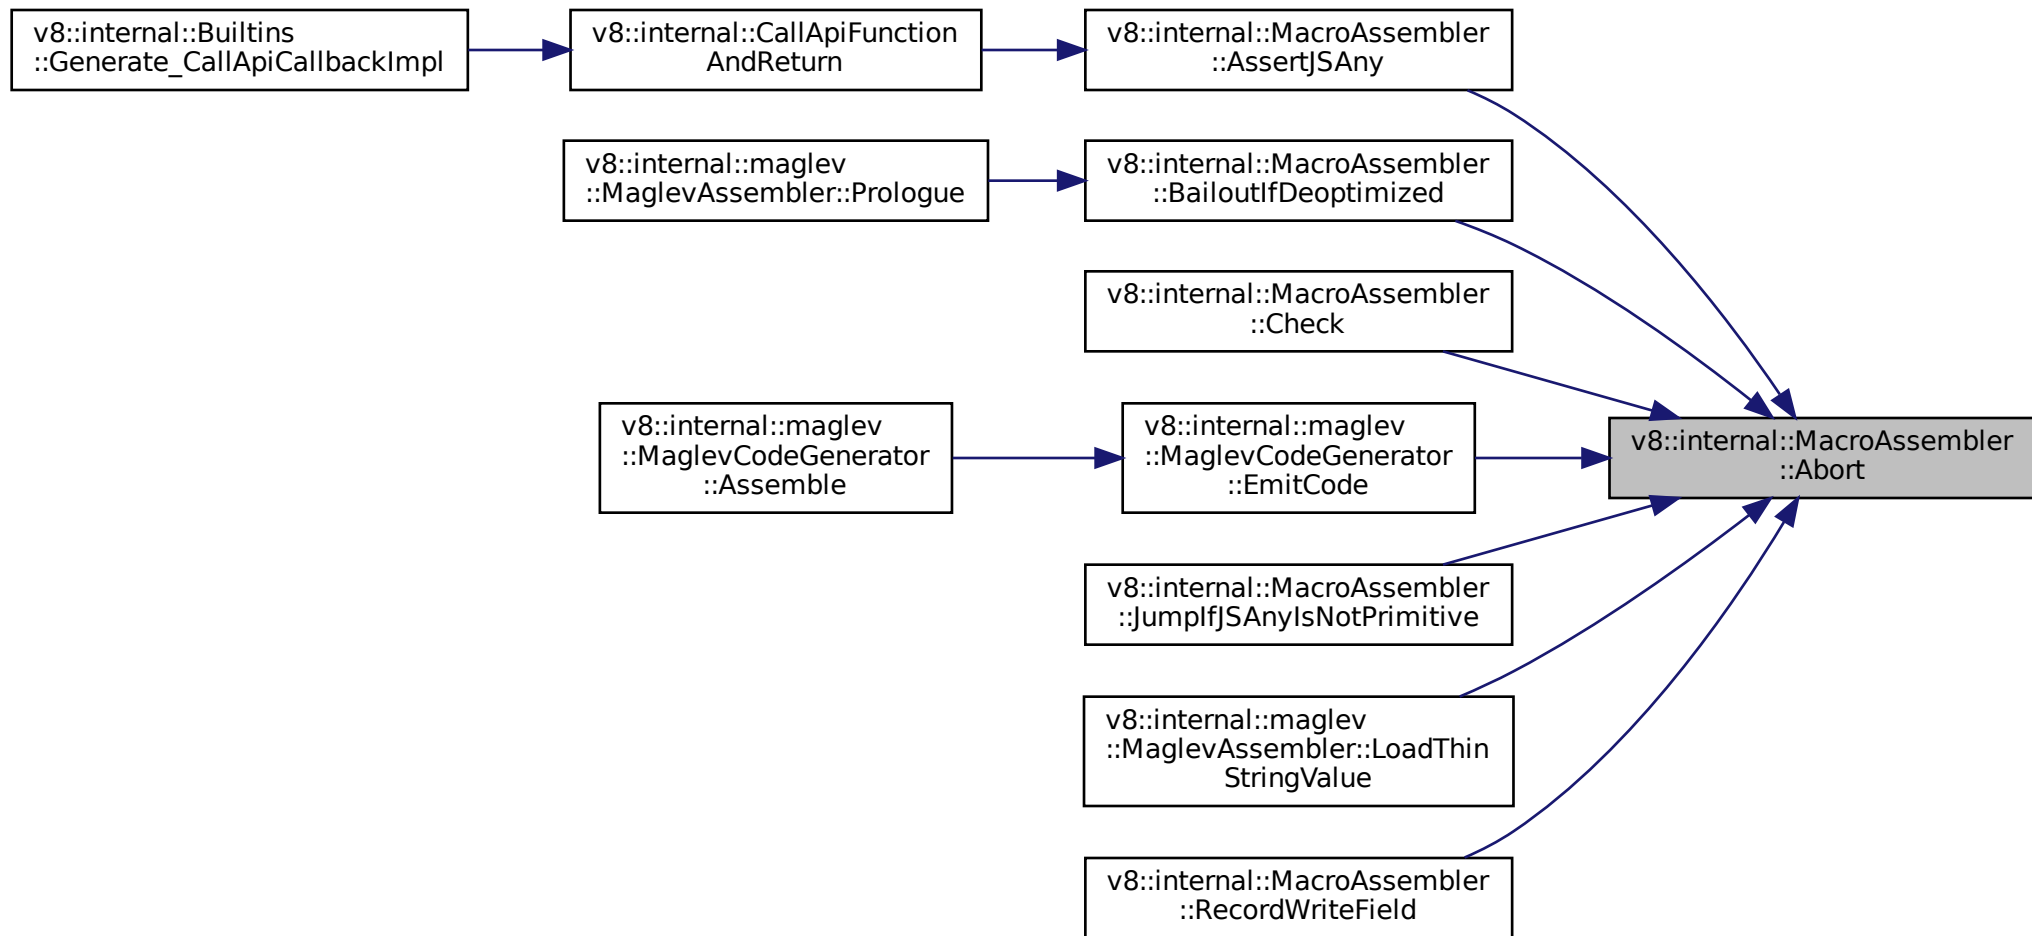 v8::internal::Builtins
::Generate_CallApiCallbackImpl
v8::internal::CallApiFunction
AndReturn
v8::internal::MacroAssembler
::AssertJSAny
v8::internal::maglev
::MaglevAssembler::Prologue
v8::internal::MacroAssembler
::BailoutIfDeoptimized
v8::internal::MacroAssembler
::Check
v8::internal::maglev
::MaglevCodeGenerator
::Assemble
v8::internal::maglev
::MaglevCodeGenerator
::EmitCode
v8::internal::MacroAssembler
::Abort
v8::internal::MacroAssembler
::JumpIfJSAnyIsNotPrimitive
v8::internal::maglev
::MaglevAssembler::LoadThin
StringValue
v8::internal::MacroAssembler
::RecordWriteField